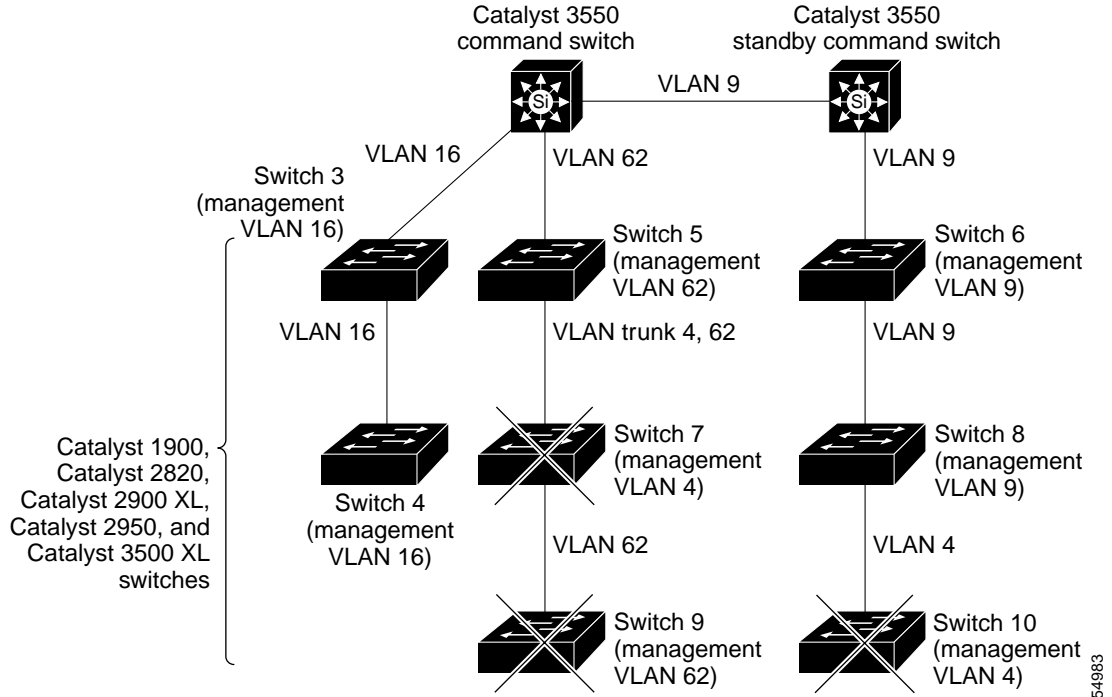 Catalyst 3550
command switch
Catalyst 3550
standby command switch
Si
VLAN 9
Si
VLAN 16
VLAN 62
VLAN 9
Switch 3
(management
VLAN 16)
Switch 5
(management
VLAN 62)
Switch 6
(management
VLAN 9)
VLAN 16
VLAN trunk 4, 62
VLAN 9
Catalyst 1900,
Catalyst 2820,
Catalyst 2900 XL,
Catalyst 2950, and
Catalyst 3500 XL
switches
Switch 4
(management
VLAN 16)
Switch 7
(management
VLAN 4)
Switch 8
(management
VLAN 9)
VLAN 62
VLAN 4
Switch 9
(management
VLAN 62)
Switch 10
(management
VLAN 4)
54983